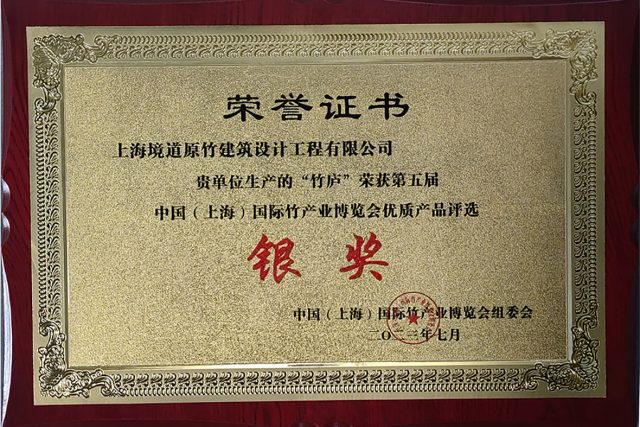 荣誉证书
上海境道原竹建筑设计工程有限公司
贵单位生产的“竹庐”荣获第五届
中国（上海）国际竹产业博览会优质产品评选
银奖
中国（上海）国际竹产业博览会组委会
年七月